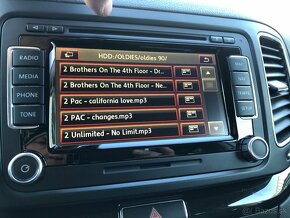 HDD:/OLDIES/oldies 90/
RADIO
MEDIA
PHONE
TONE
2 Brothers On The 4th Floor - Dr...
2 Brothers On The 4th Floor - Ne...
2 Pac - california love.mp3
2 PAC - changes.mp3
2 Unlimited - No Limit.mp3